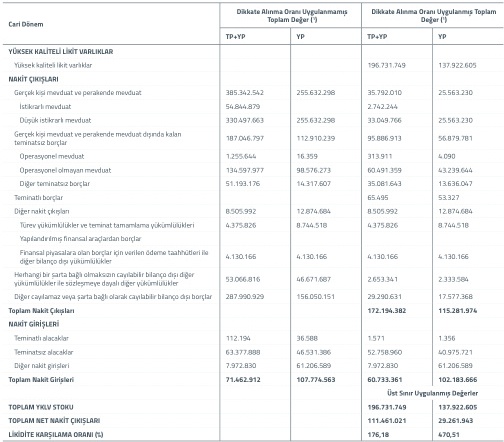 Cari Dönem
Dikkate Alınma Oranı Uygulanmamış Toplam Değer (¹)
Dikkate Alınma Oranı Uygulanmış Toplam Değer (¹)
TP+YP YP TP+YP YP
YÜKSEK KALİTELİ LİKİT VARLIKLAR
Yüksek kaliteli likit varlıklar 196.731.749 137.922.605
NAKİT ÇIKIŞLARI
Gerçek kişi mevduat ve perakende mevduat 385.342.542 255.632.298 35.792.010 25.563.230
İstikrarlı mevduat 54.844.879 2.742.244
Düşük istikrarlı mevduat 330.497.663 255.632.298 33.049.766 25.563.230
Gerçek kişi mevduat ve perakende mevduat dışında kalan
teminatsız borçlar 187.046.797 112.910.239 95.886.913 56.879.781
Operasyonel mevduat 1.255.644 16.359 313.911 4.090
Operasyonel olmayan mevduat 134.597.977 98.576.273 60.491.359 43.239.644
Diğer teminatsız borçlar 51.193.176 14.317.607 35.081.643 13.636.047
Teminatlı borçlar 65.495 53.327
Diğer nakit çıkışları 8.505.992 12.874.684 8.505.992 12.874.684
Türev yükümlülükler ve teminat tamamlama yükümlülükleri 4.375.826 8.744.518 4.375.826 8.744.518
Yapılandırılmış finansal araçlardan borçlar
Finansal piyasalara olan borçlar için verilen ödeme taahhütleri ile
diğer bilanço dışı yükümlülükler 4.130.166 4.130.166 4.130.166 4.130.166
Herhangi bir şarta bağlı olmaksızın cayılabilir bilanço dışı diğer
yükümlülükler ile sözleşmeye dayalı diğer yükümlülükler 53.066.816 46.671.687 2.653.341 2.333.584
Diğer cayılamaz veya şarta bağlı olarak cayılabilir bilanço dışı borçlar 287.990.929 156.050.151 29.290.631 17.577.368
Toplam Nakit Çıkışları 172.194.382 115.281.974
NAKİT GİRİŞLERİ
Teminatlı alacaklar 112.194 36.588 1.571 1.356
Teminatsız alacaklar 63.377.888 46.531.386 52.758.960 40.975.721
Diğer nakit girişleri 7.972.830 61.206.589 7.972.830 61.206.589
Toplam Nakit Girişleri 71.462.912 107.774.563 60.733.361 102.183.666
Üst Sınır Uygulanmış Değerler
TOPLAM YKLV STOKU 196.731.749 137.922.605
TOPLAM NET NAKİT ÇIKIŞLARI 111.461.021 29.261.943
LİKİDİTE KARŞILAMA ORANI (%) 176,18 470,51